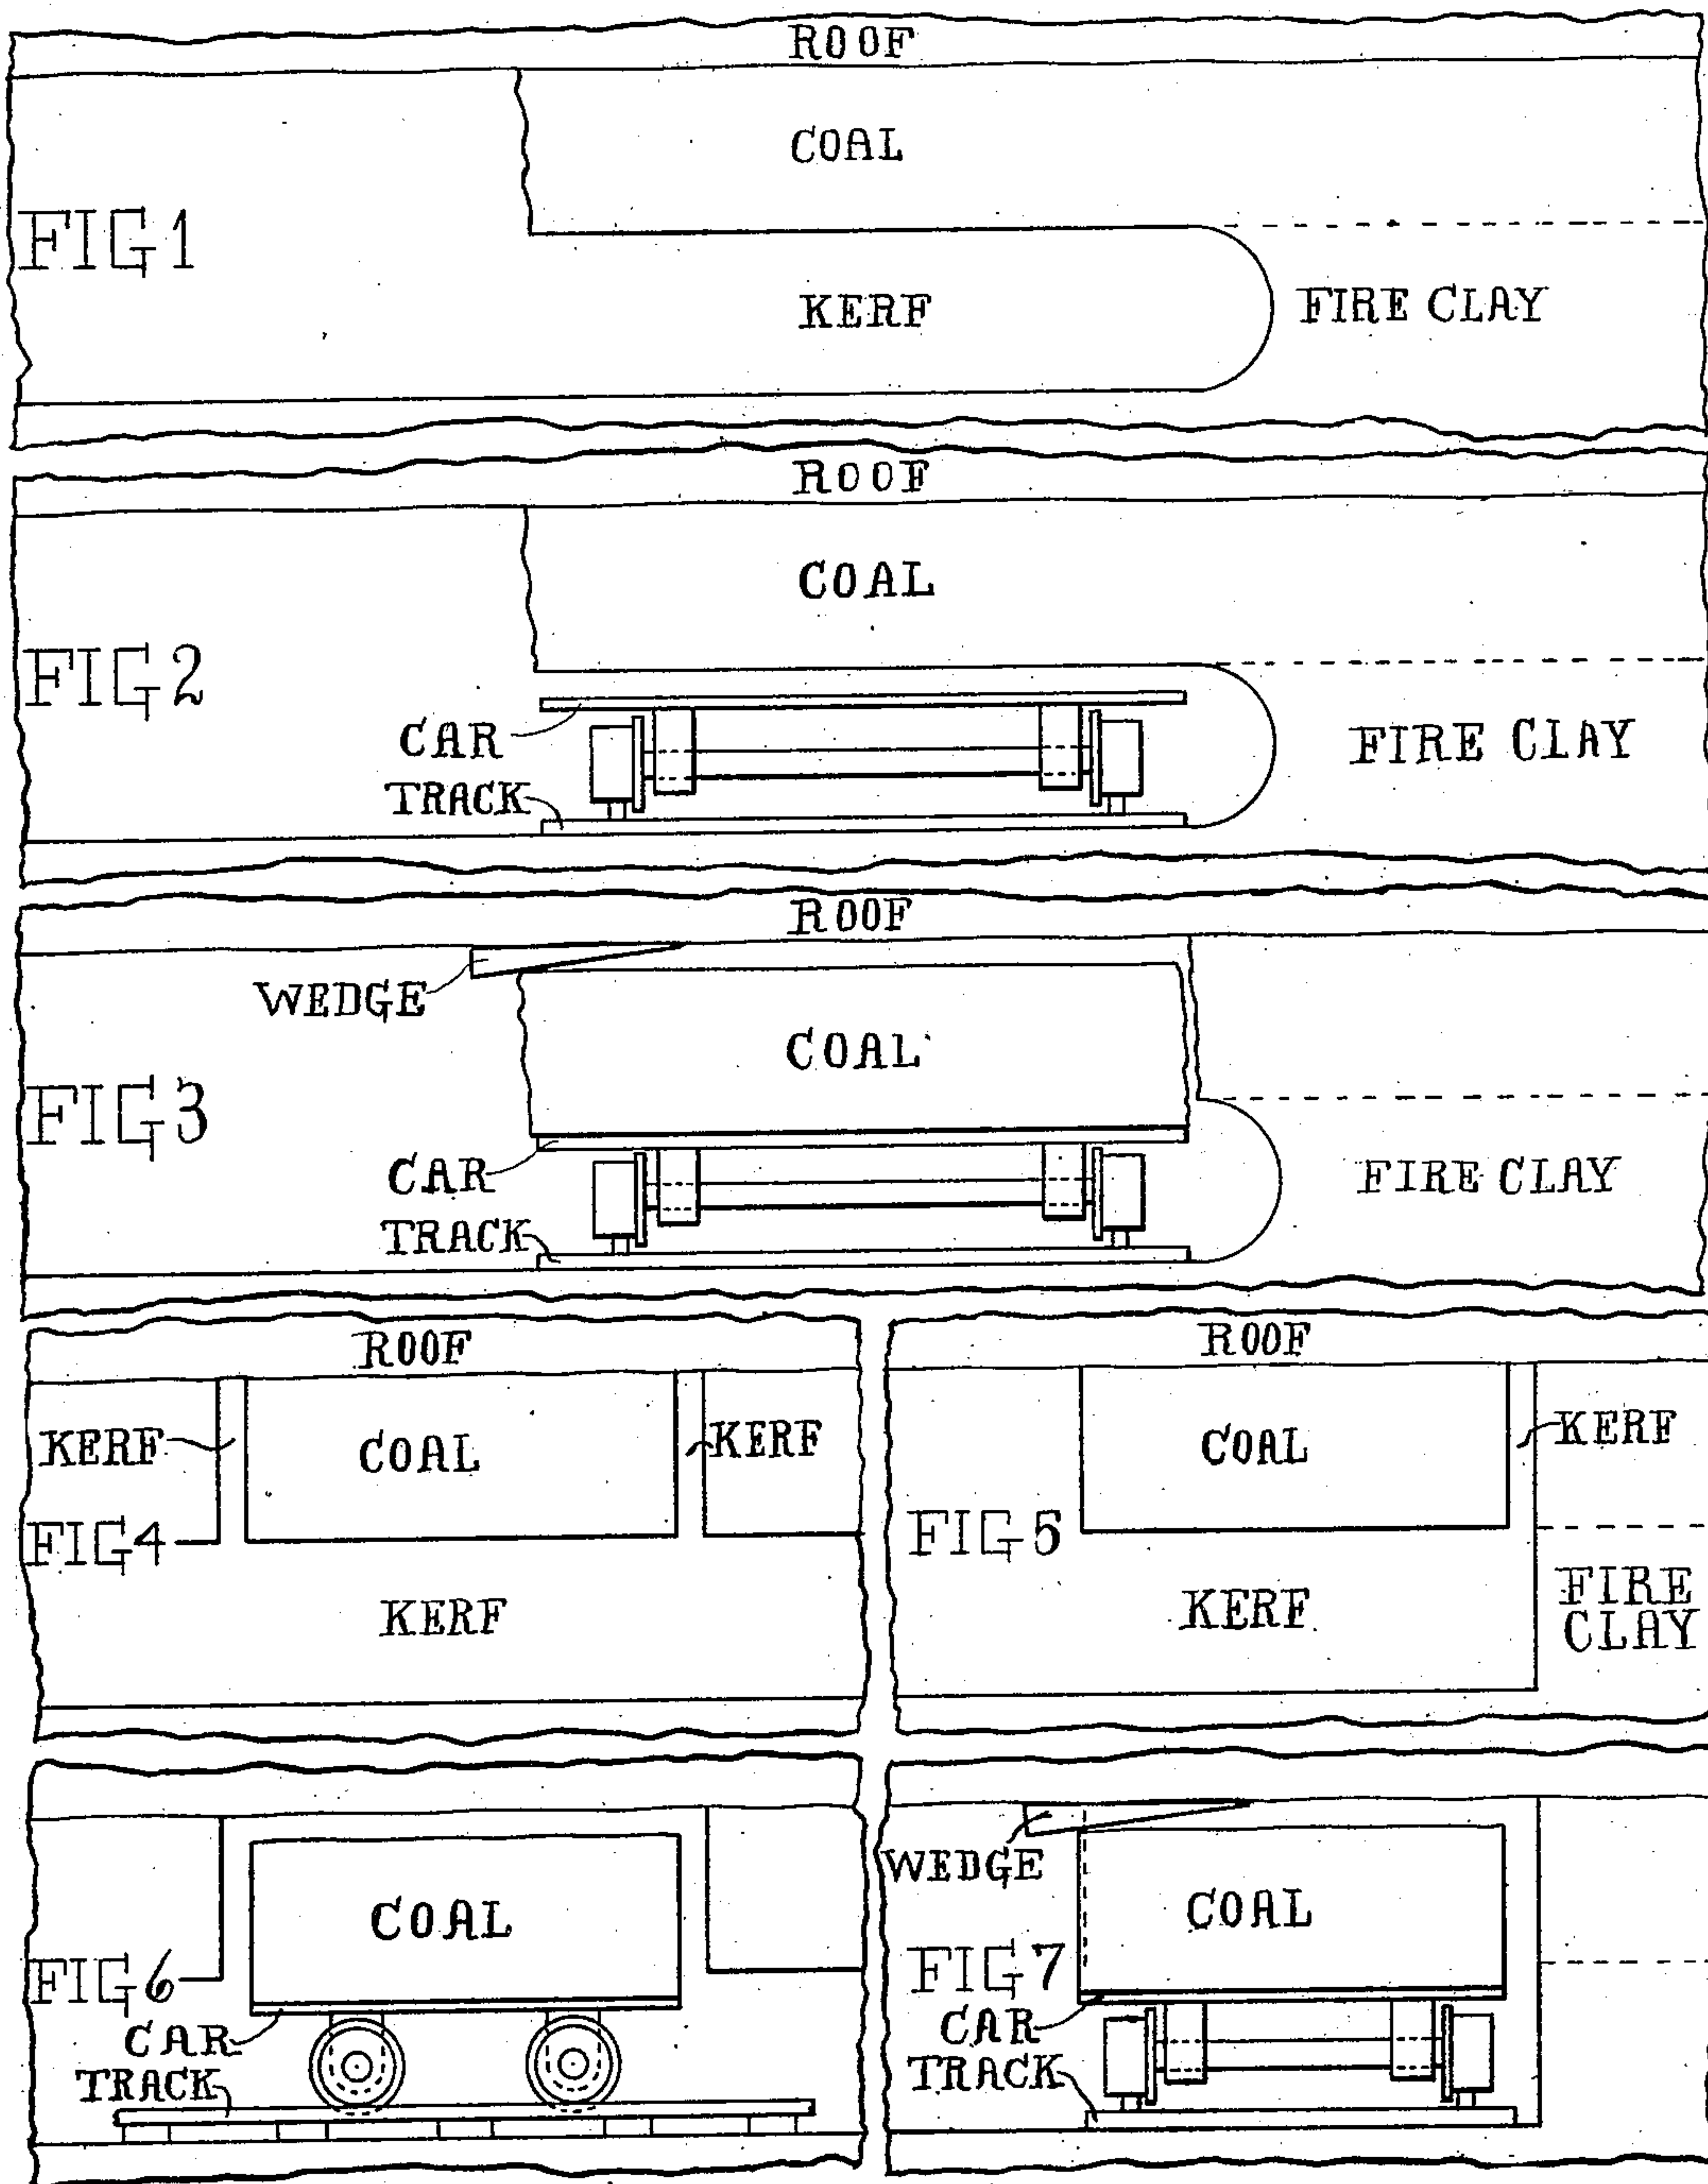 ROOF
COAL
FIG 1
KERF
FIRE CLAY
ROOF
COAL
FIG 2
CAR
FIRE CLAY
TRACK
ROOF
WEDGE
COAL
FIG 3
CAR
FIRE CLAY
TRACK
ROOF
KERF
COAL
KERF
FIG 4
KERF
ROOF
COAL
KERF
FIG 5
KERF
FIRE
CLAY
COAL
FIG 6
CAR
TRACK
WEDGE
COAL
FIG 7
CAR
TRACK